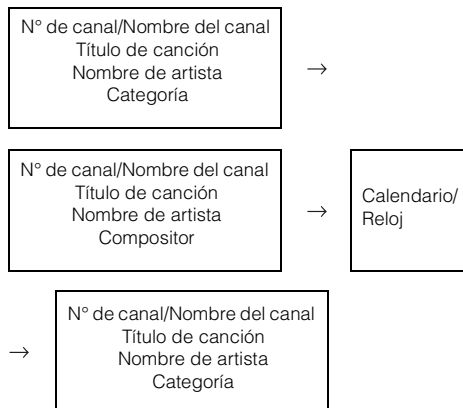 N° de canal/Nombre del canal
Título de canción
Nombre de artista
Categoría
→
N° de canal/Nombre del canal
Título de canción
Nombre de artista
Compositor
→
Calendario/
Reloj
→
N° de canal/Nombre del canal
Título de canción
Nombre de artista
Categoría